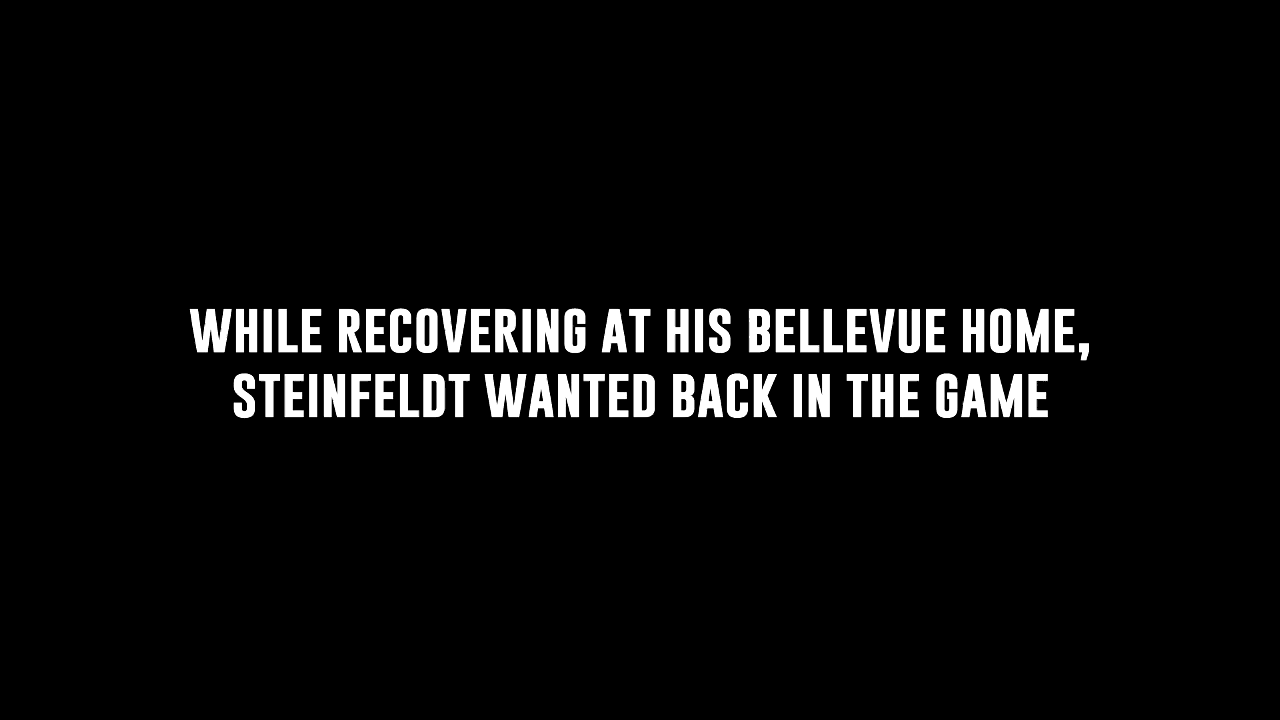 WHILE RECOVERING AT HIS BELLEVUE HOME,
STEINFELDT WANTED BACK IN THE GAME